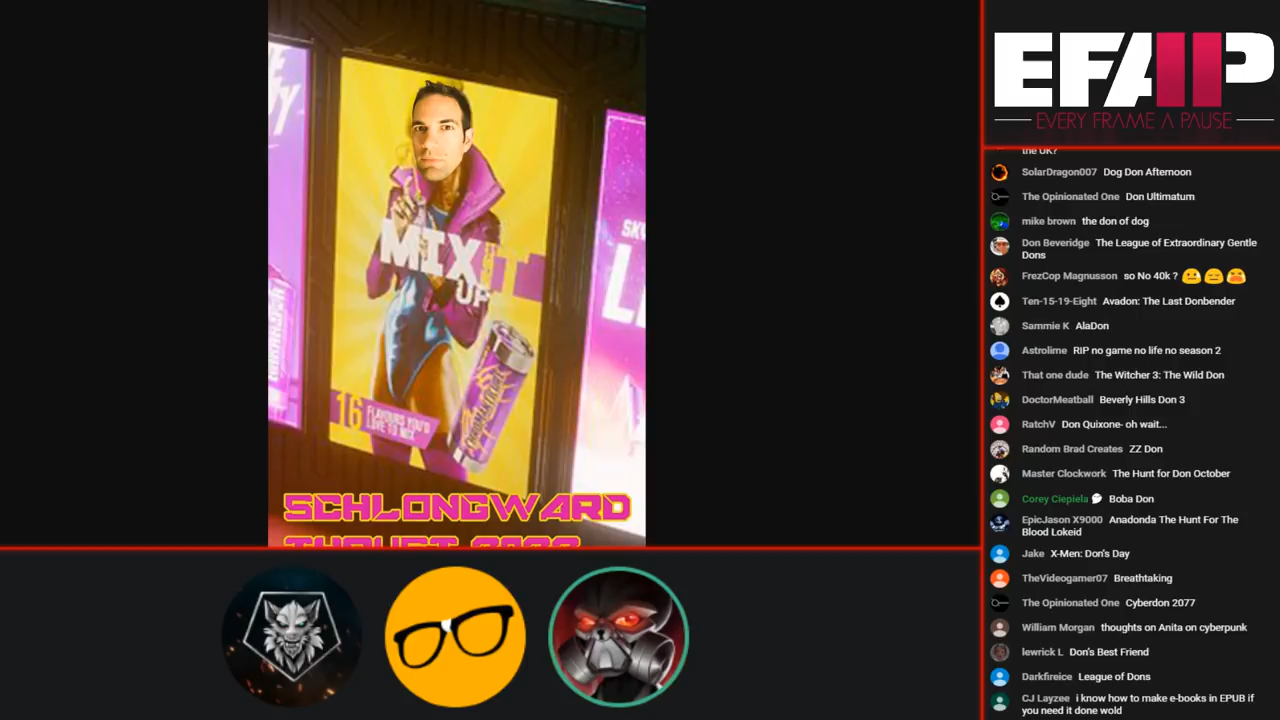 MIX IT
UP
16
FLAVOURS YOU'D
LOVE TO MIX
SCHLONGWARD
EFAP
EVERY FRAME A PAUSE
the UK?
SolarDragon007 Dog Don Afternoon
The Opinionated One Don Ultimatum
mike brown the don of dog
Don Beveridge The League of Extraordinary Gentle
Dons
FrezCop Magnusson so No 40k ?
Ten-15-19-Eight Avadon: The Last Donbender
Sammie K AlaDon
Astrolime RIP no game no life no season 2
That one dude The Witcher 3: The Wild Don
DoctorMeatball Beverly Hills Don 3
RatchV Don Quixone- oh wait...
Random Brad Creates ZZ Don
Master Clockwork The Hunt for Don October
Corey Ciepiela Boba Don
EpicJason X9000 Anadonda The Hunt For The
Blood Lokeid
Jake X-Men: Don's Day
TheVideogamer07 Breathtaking
The Opinionated One Cyberdon 2077
William Morgan thoughts on Anita on cyberpunk
lewrick L Don's Best Friend
Darkfireice League of Dons
CJ Layzee i know how to make e-books in EPUB if
you need it done wold